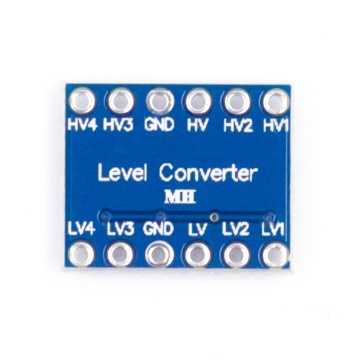 HV4 HV3 GND HV HV2 HV1
Level Converter
MH
LV4 LV3 GND LV LV2 LV1